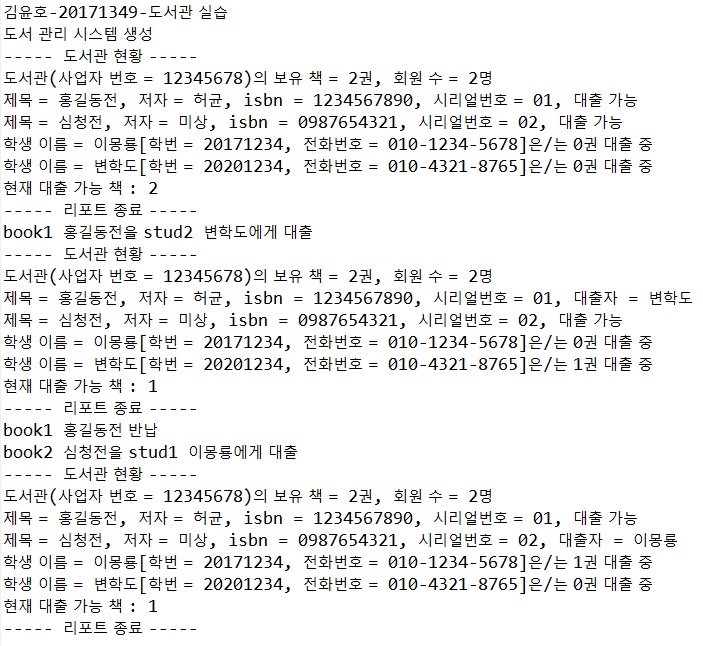 김윤호-20171349-도서관 실습
도서 관리 시스템 생성
----- 도서관 현황 -----
도서관(사업자 번호 = 12345678)의 보유 책 = 2권, 회원 수 = 2명
제목 = 홍길동전, 저자 = 허균, isbn = 1234567890, 시리얼번호 = 01, 대출 가능
제목 = 심청전, 저자 = 미상, isbn = 0987654321, 시리얼번호 = 02, 대출 가능
학생 이름 = 이몽룡[학번 = 20171234, 전화번호 = 010-1234-5678]은/는 0권 대출 중
학생 이름 = 변학도[학번 = 20201234, 전화번호 = 010-4321-8765]은/는 0권 대출 중
현재 대출 가능 책 : 2
----- 리포트 종료 -----
book1 홍길동전을 stud2 변학도에게 대출
----- 도서관 현황 -----
도서관(사업자 번호 = 12345678)의 보유 책 = 2권, 회원 수 = 2명
제목 = 홍길동전, 저자 = 허균, isbn = 1234567890, 시리얼번호 = 01, 대출자 = 변학도
제목 = 심청전, 저자 = 미상, isbn = 0987654321, 시리얼번호 = 02, 대출 가능
학생 이름 = 이몽룡[학번 = 20171234, 전화번호 = 010-1234-5678]은/는 0권 대출 중
학생 이름 = 변학도[학번 = 20201234, 전화번호 = 010-4321-8765]은/는 1권 대출 중
현재 대출 가능 책 : 1
----- 리포트 종료 -----
book1 홍길동전 반납
book2 심청전을 stud1 이몽룡에게 대출
----- 도서관 현황 -----
도서관(사업자 번호 = 12345678)의 보유 책 = 2권, 회원 수 = 2명
제목 = 홍길동전, 저자 = 허균, isbn = 1234567890, 시리얼번호 = 01, 대출 가능
제목 = 심청전, 저자 = 미상, isbn = 0987654321, 시리얼번호 = 02, 대출자 = 이몽룡
학생 이름 = 이몽룡[학번 = 20171234, 전화번호 = 010-1234-5678]은/는 1권 대출 중
학생 이름 = 변학도[학번 = 20201234, 전화번호 = 010-4321-8765]은/는 0권 대출 중
현재 대출 가능 책 : 1
----- 리포트 종료 -----